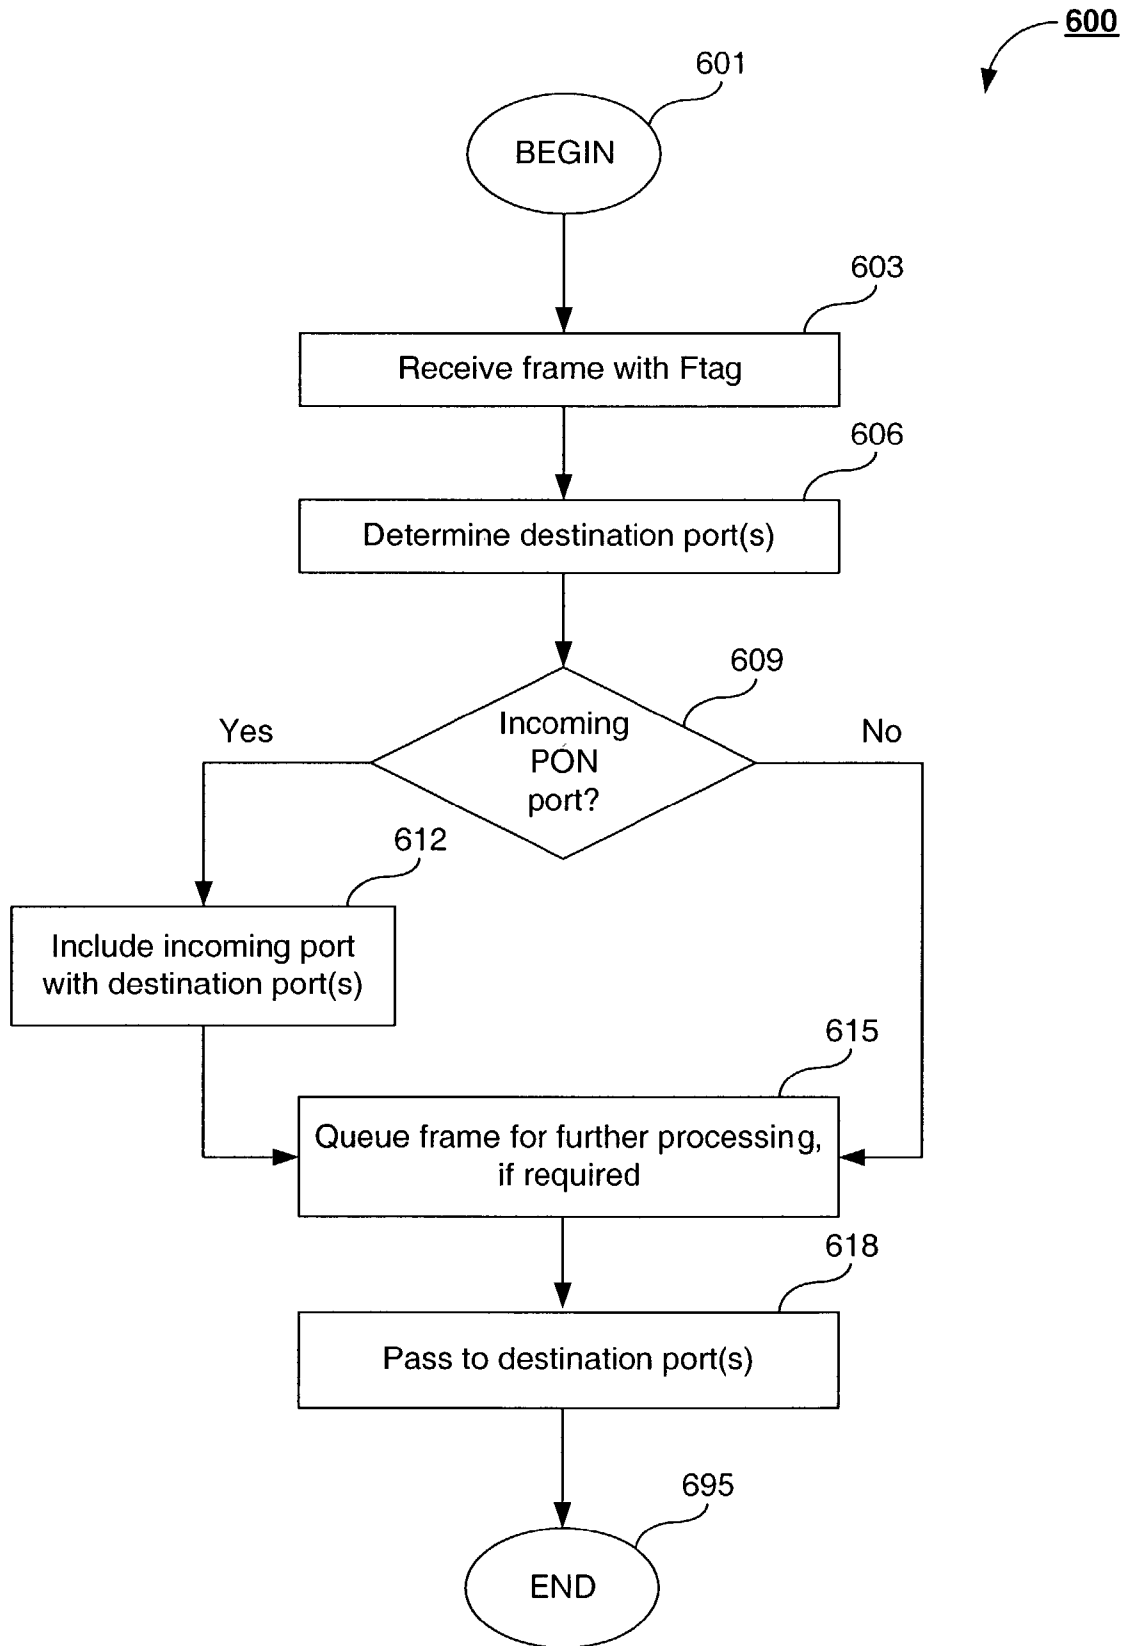 600
601
BEGIN
603
Receive frame with Ftag
606
Determine destination port(s)
609
Incoming
PON
port?
Yes
No
612
Include incoming port
with destination port(s)
615
Queue frame for further processing,
if required
618
Pass to destination port(s)
695
END